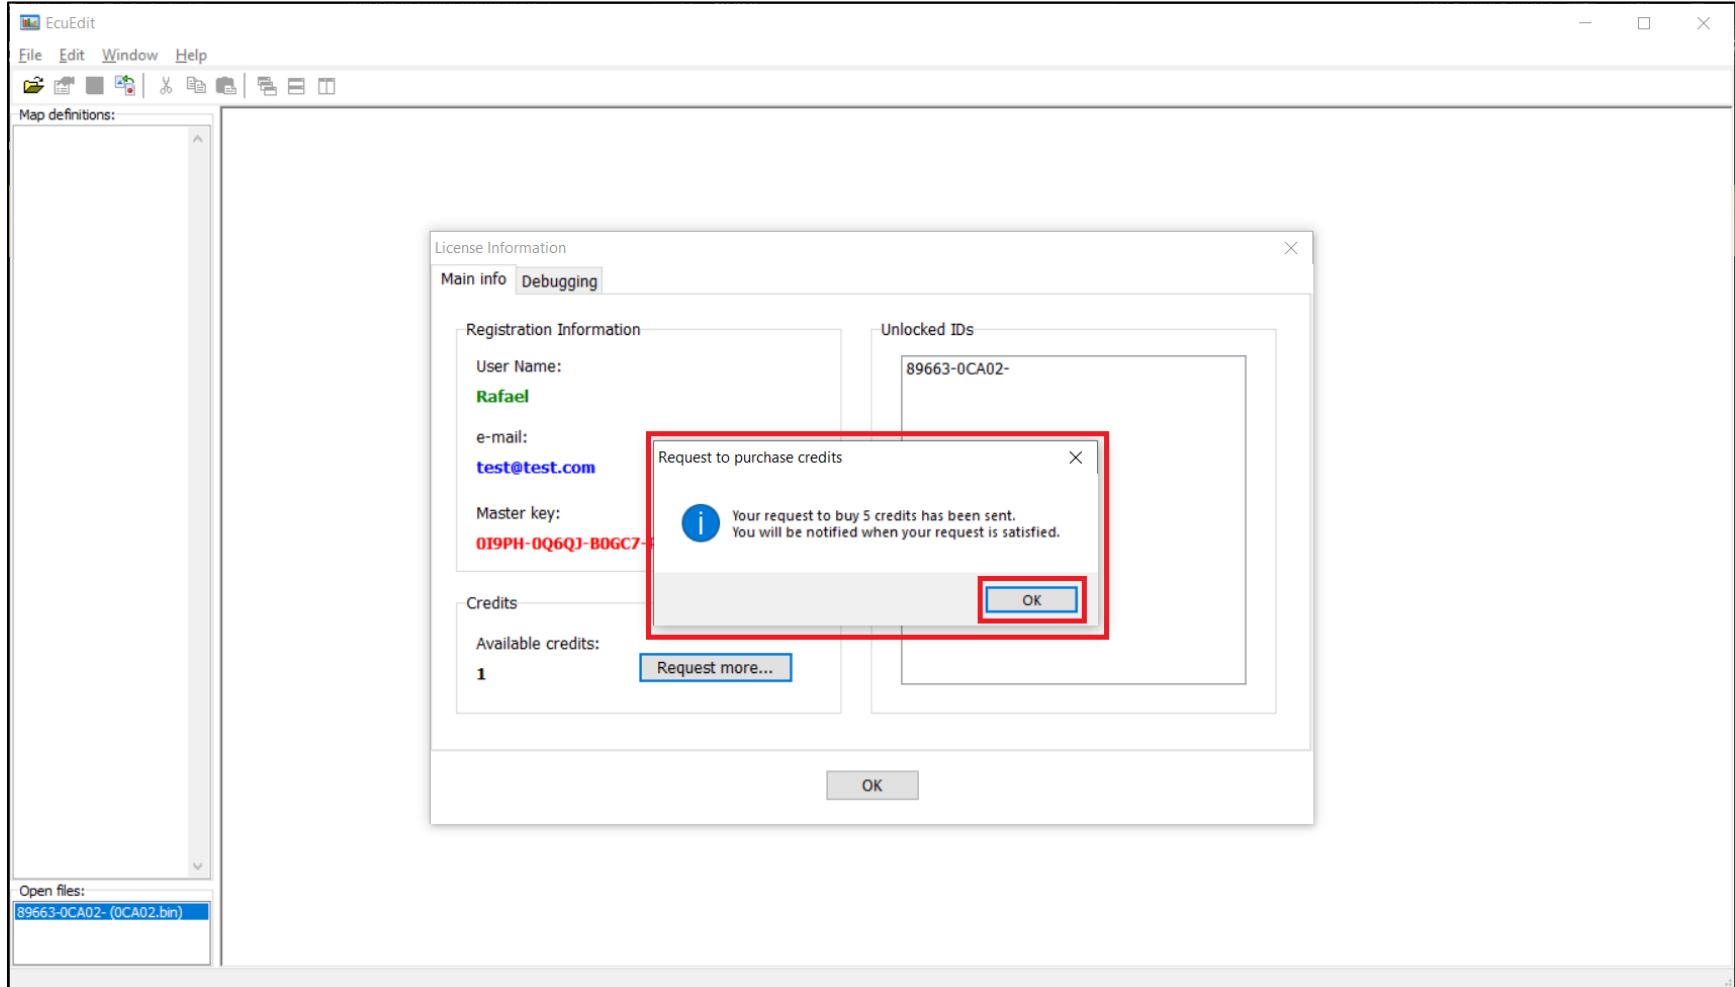 EcuEdit
File Edit Window Help
Map definitions:
License Information
Main info Debugging
Registration Information
User Name:
Rafael
e-mail:
test@test.com
Master key:
0I9PH-0Q6QJ-B0GC7-
Credits
Available credits:
1
Request more...
Unlocked IDs
89663-0CA02-
Request to purchase credits
Your request to buy 5 credits has been sent.
You will be notified when your request is satisfied.
OK
OK
Open files:
89663-0CA02- (0CA02.bin)